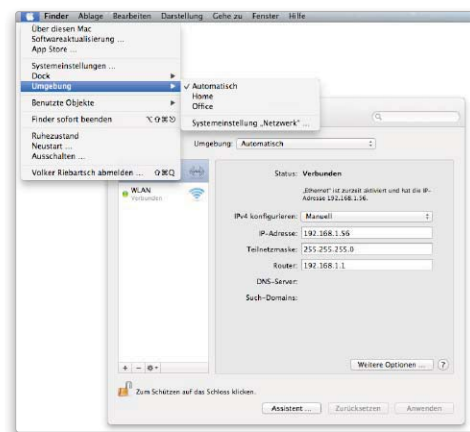 Finder Ablage Bearbeiten Darstellung Gehe zu Fenster Hilfe
Über diesen Mac
Softwareaktualisierung ...
App Store ...
Systemeinstellungen ...
Dock
Umgebung
Benutzte Objekte
Finder sofort beenden
Ruhezustand
Neustart ...
Ausschalten ...
Volker Riebartsch abmelden ... ⇧⌘Q
✓ Automatisch
Home
Office
Systemeinstellung „Netzwerk“ ...
Umgebung: Automatisch
WLAN
Verbunden
Status: Verbunden
„Ethernet“ ist zurzeit aktiviert und hat die IP-
Adresse 192.168.1.56.
IPv4 konfigurieren: Manuell
IP-Adresse: 192.168.1.56
Teilnetzmaske: 255.255.255.0
Router: 192.168.1.1
DNS-Server:
Such-Domains:
Weitere Optionen ... ?
Zum Schützen auf das Schloss klicken.
Assistent ... Zurücksetzen Anwenden